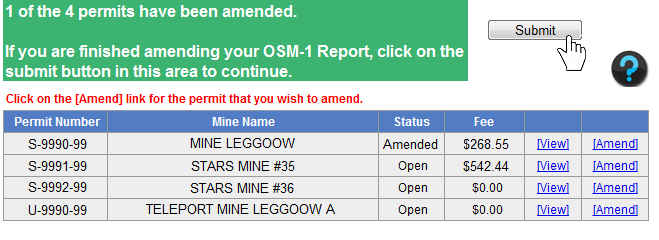 1 of the 4 permits have been amended.
If you are finished amending your OSM-1 Report, click on the
submit button in this area to continue.
Submit
?
Click on the [Amend] link for the permit that you wish to amend.
Permit Number Mine Name Status Fee
S-9990-99 MINE LEGGOOW Amended $268.55 [View] [Amend]
S-9991-99 STARS MINE #35 Open $542.44 [View] [Amend]
S-9992-99 STARS MINE #36 Open $0.00 [View] [Amend]
U-9990-99 TELEPORT MINE LEGGOOW A Open $0.00 [View] [Amend]